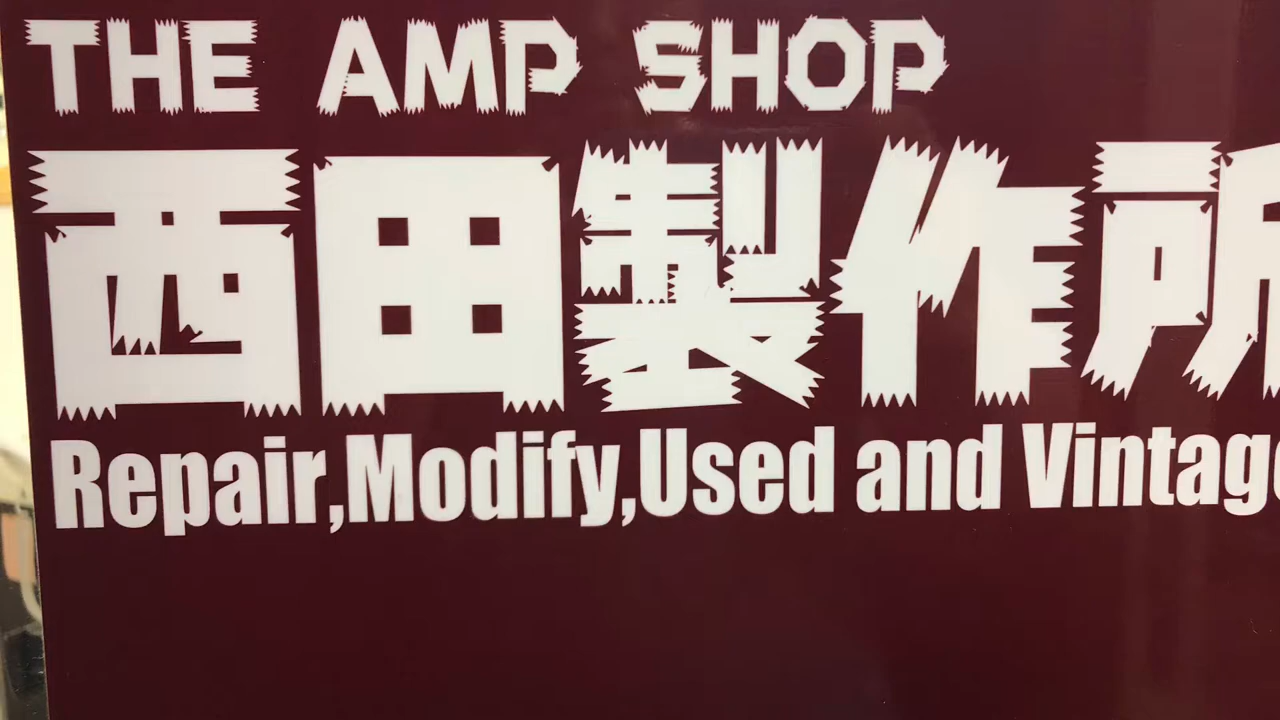 THE AMP SHOP
西田製作所
Repair,Modify,Used and Vintage